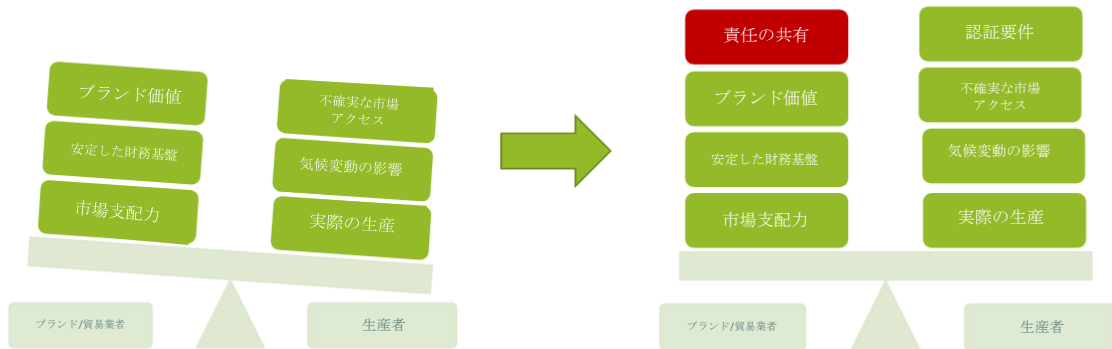 ブランド価値
安定した財務基盤
市場支配力
不確実な市場
アクセス
気候変動の影響
実際の生産
ブランド/貿易業者
生産者
責任の共有
ブランド価値
安定した財務基盤
市場支配力
認証要件
不確実な市場
アクセス
気候変動の影響
実際の生産
ブランド/貿易業者
生産者